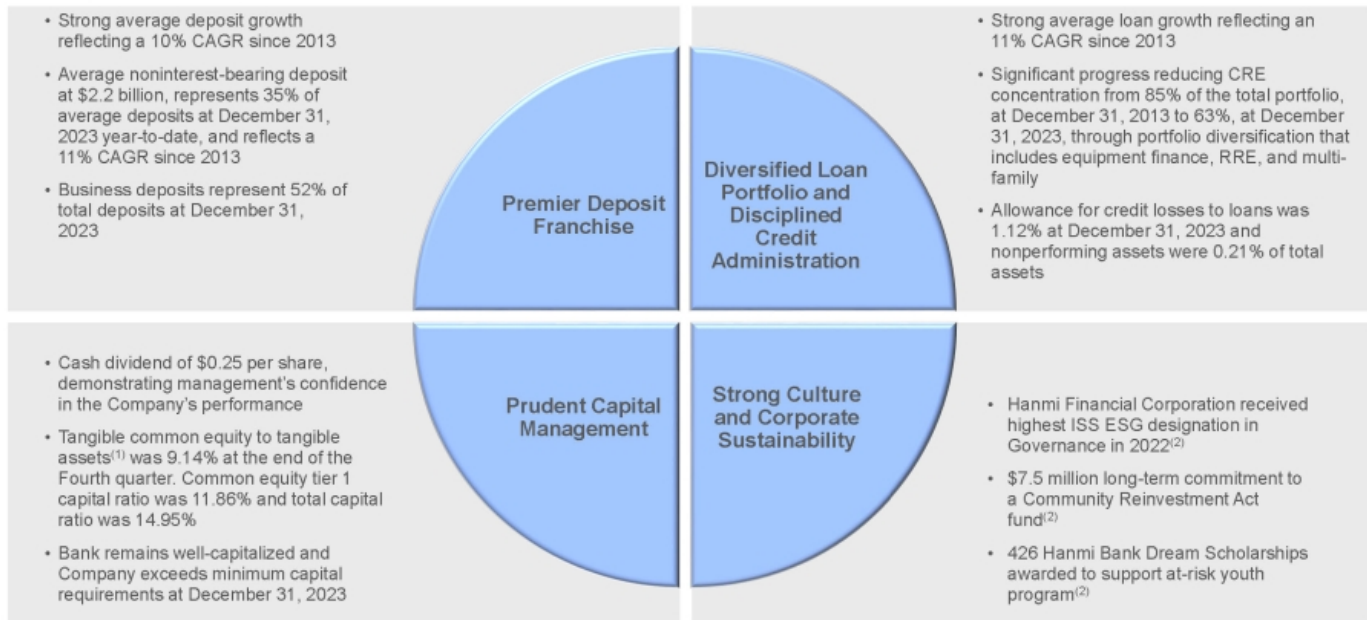 • Strong average deposit growth
reflecting a 10% CAGR since 2013
• Average noninterest-bearing deposit
at $2.2 billion, represents 35% of
average deposits at December 31,
2023 year-to-date, and reflects a
11% CAGR since 2013
• Business deposits represent 52% of
total deposits at December 31,
2023
Premier Deposit
Franchise
Diversified Loan
Portfolio and
Disciplined
Credit
Administration
• Strong average loan growth reflecting an
11% CAGR since 2013
• Significant progress reducing CRE
concentration from 85% of the total portfolio,
at December 31, 2013 to 63%, at December
31, 2023, through portfolio diversification that
includes equipment finance, RRE, and multi-
family
• Allowance for credit losses to loans was
1.12% at December 31, 2023 and
nonperforming assets were 0.21% of total
assets
• Cash dividend of $0.25 per share,
demonstrating management's confidence
in the Company's performance
• Tangible common equity to tangible
assets(1) was 9.14% at the end of the
Fourth quarter. Common equity tier 1
capital ratio was 11.86% and total capital
ratio was 14.95%
• Bank remains well-capitalized and
Company exceeds minimum capital
requirements at December 31, 2023
Prudent Capital
Management
Strong Culture
and Corporate
Sustainability
• Hanmi Financial Corporation received
highest ISS ESG designation in
Governance in 2022(2)
• $7.5 million long-term commitment to
a Community Reinvestment Act
fund(2)
• 426 Hanmi Bank Dream Scholarships
awarded to support at-risk youth
program(2)